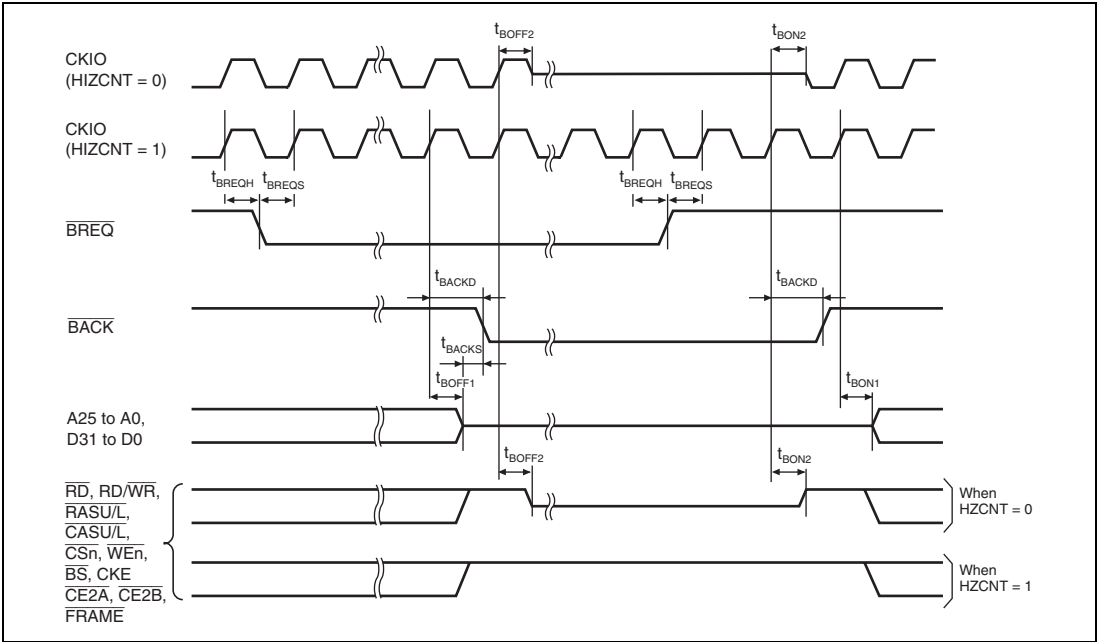 tBOFF2 tBON2
CKIO
(HIZCNT = 0)
CKIO
(HIZCNT = 1)
tBREQH tBREQS tBREQH tBREQS
BREQ
tBACKD tBACKD
BACK
tBACKS
tBOFF1 tBON1
A25 to A0,
D31 to D0
tBOFF2 tBON2
RD, RD/WR,
RASU/L,
CASU/L,
CSn, WEn,
BS, CKE
CE2A, CE2B,
FRAME
When
HZCNT = 0
When
HZCNT = 1